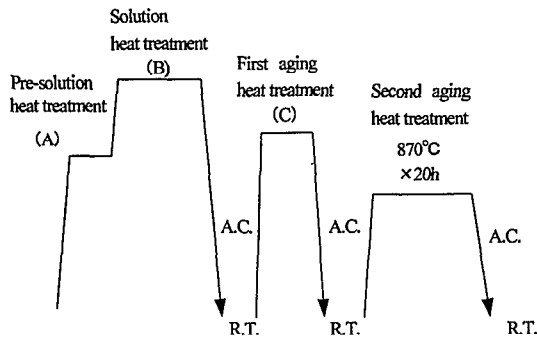 Solution
heat treatment
(B)
Pre-solution
heat treatment
(A)
First aging
heat treatment
(C)
Second aging
heat treatment
870°C
×20h
A.C.
A.C.
A.C.
R.T.
R.T.
R.T.